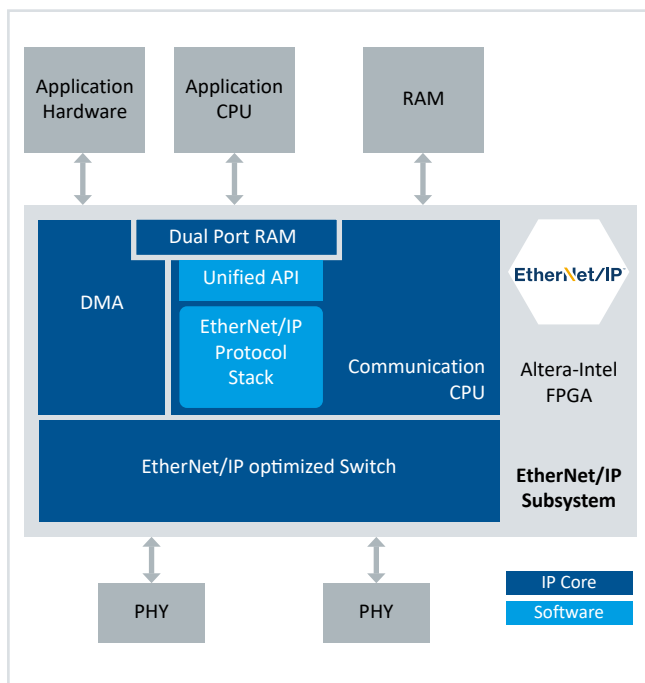 Application
Hardware
Application
CPU
RAM
Dual Port RAM
DMA
Unified API
EtherNet/IP
Protocol
Stack
Communication
CPU
EtherNet/IP
Altera-Intel
FPGA
EtherNet/IP optimized Switch
EtherNet/IP
Subsystem
PHY
PHY
IP Core
Software